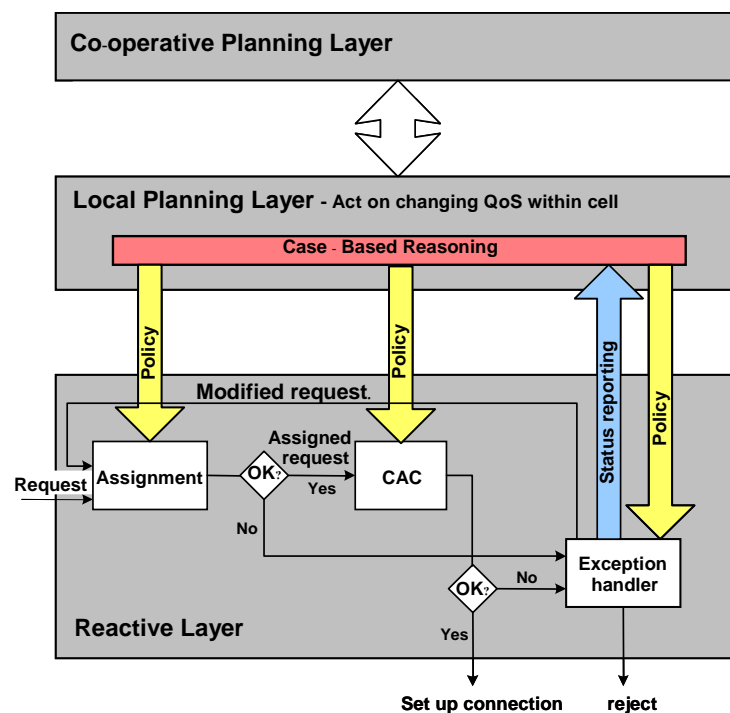 Co-operative Planning Layer
Local Planning Layer - Act on changing QoS within cell
Case - Based Reasoning
Policy
Policy
Status reporting
Policy
Modified request.
Request
Assignment
OK?
Assigned
request
Yes
CAC
No
OK?
No
Exception
handler
Yes
Reactive Layer
Set up connection
reject